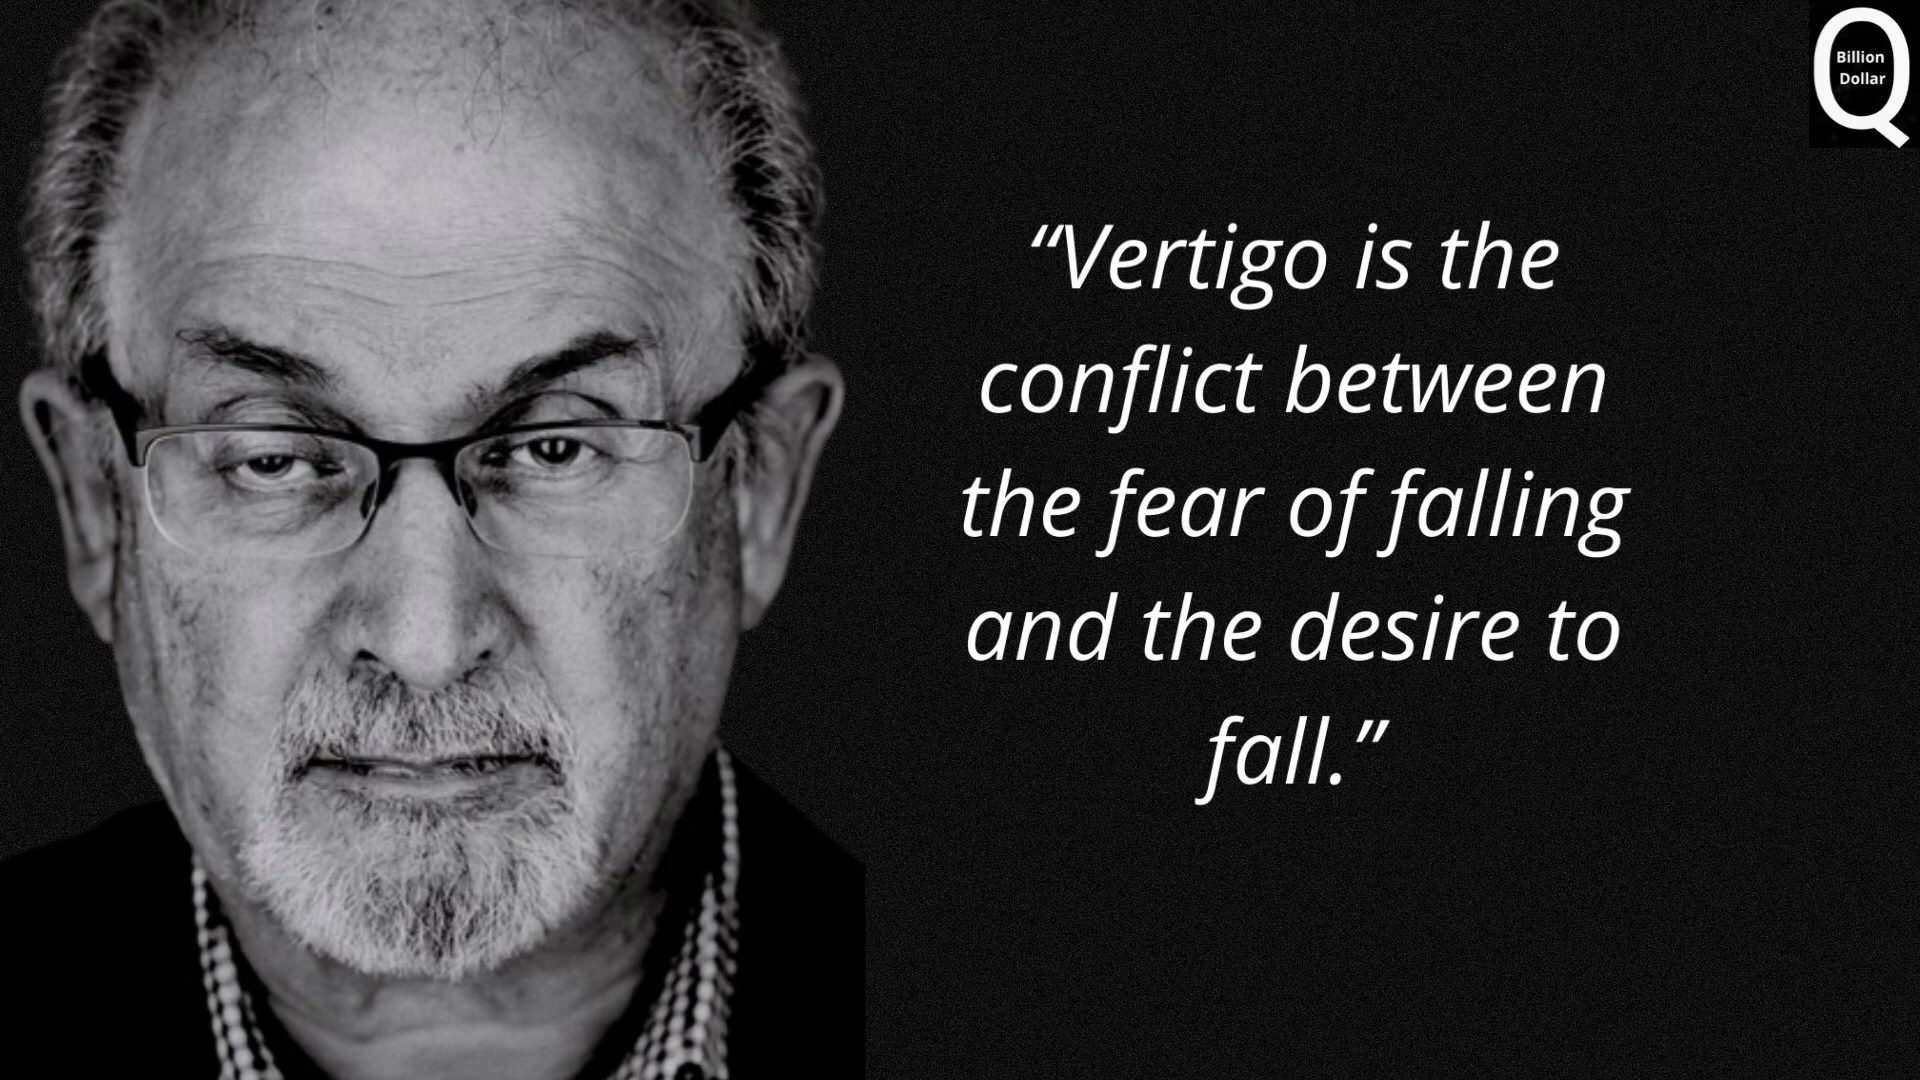 Billion
Dollar
“Vertigo is the
conflict between
the fear of falling
and the desire to
fall.”